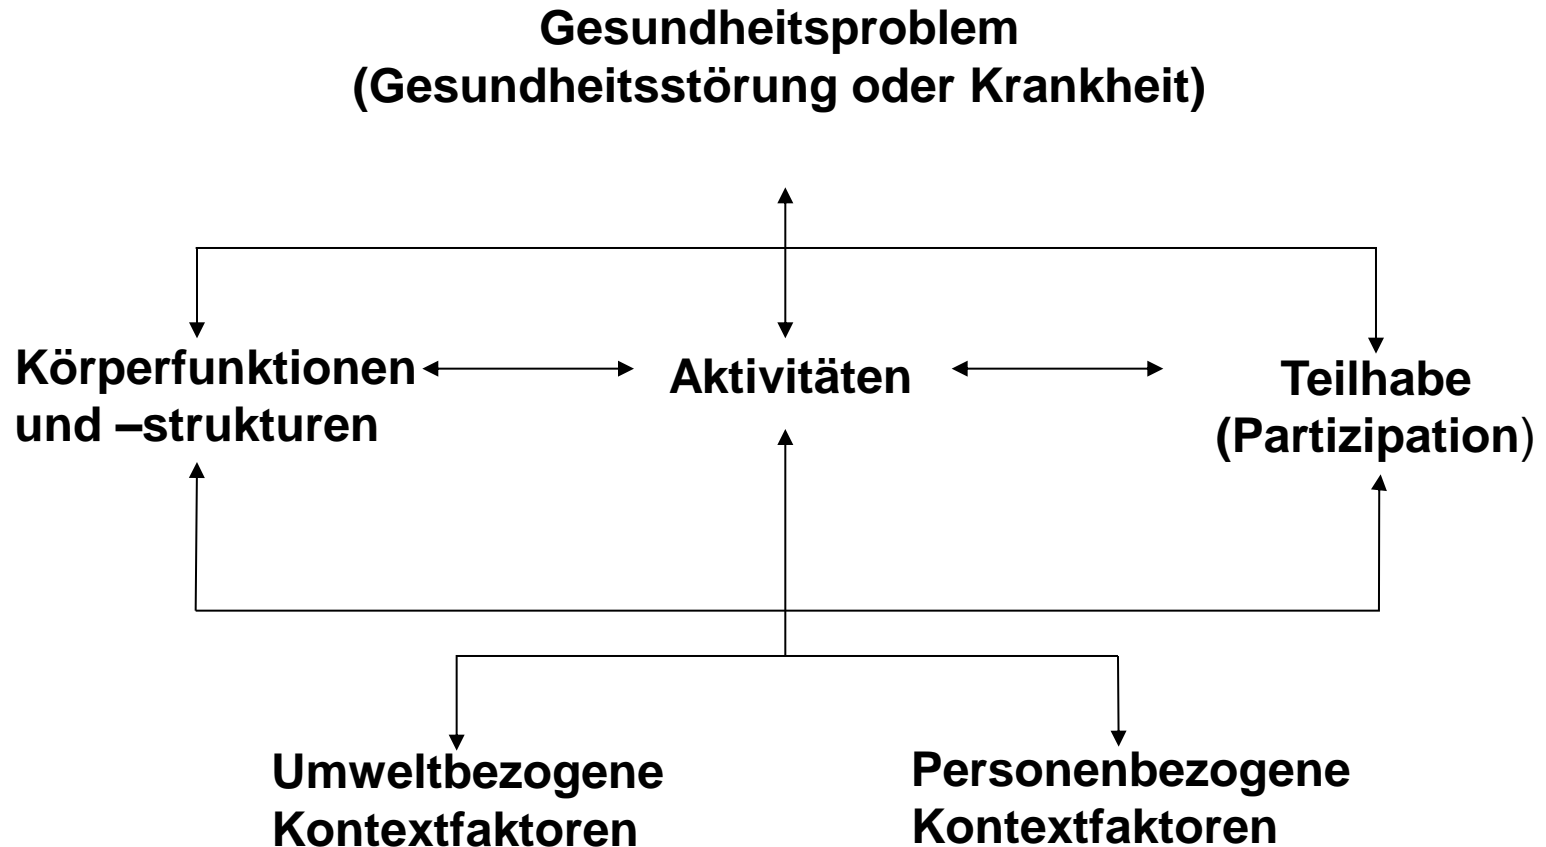 Gesundheitsproblem
(Gesundheitsstörung oder Krankheit)
Körperfunktionen
und –strukturen
Aktivitäten
Teilhabe
(Partizipation)
Umweltbezogene
Kontextfaktoren
Personenbezogene
Kontextfaktoren